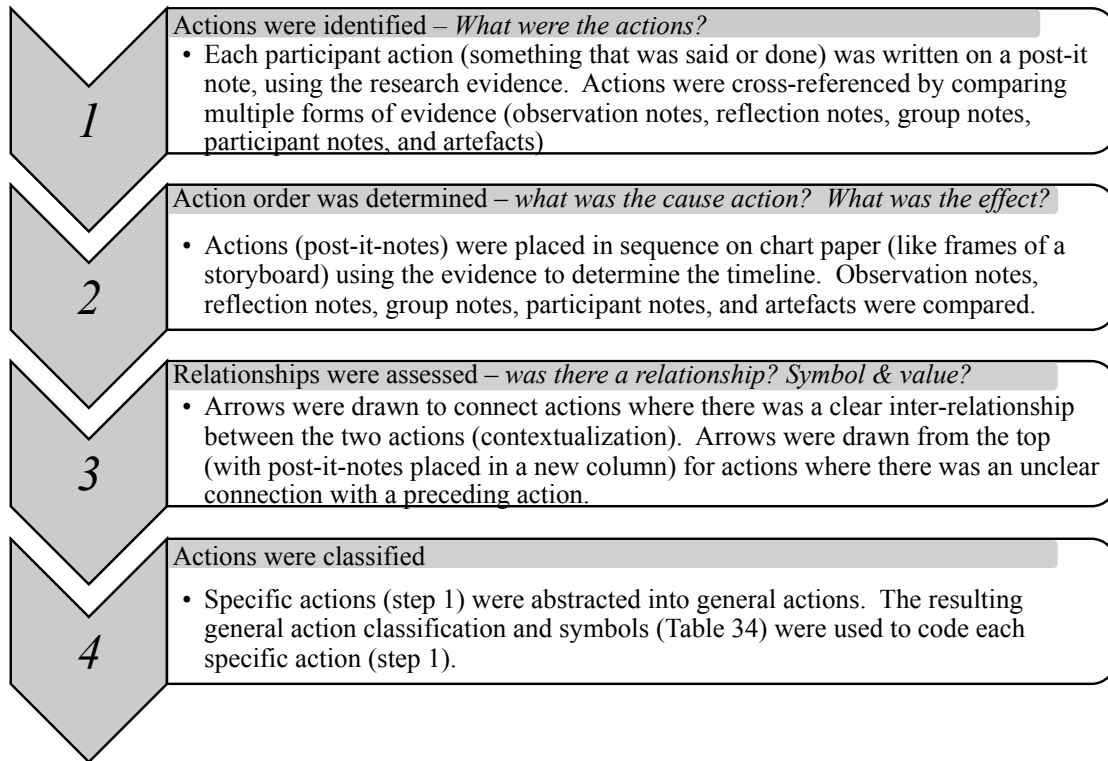 Actions were identified – What were the actions?
1
• Each participant action (something that was said or done) was written on a post-it
note, using the research evidence. Actions were cross-referenced by comparing
multiple forms of evidence (observation notes, reflection notes, group notes,
participant notes, and artefacts)
Action order was determined – what was the cause action? What was the effect?
2
• Actions (post-it-notes) were placed in sequence on chart paper (like frames of a
storyboard) using the evidence to determine the timeline. Observation notes,
reflection notes, group notes, participant notes, and artefacts were compared.
Relationships were assessed – was there a relationship? Symbol & value?
3
• Arrows were drawn to connect actions where there was a clear inter-relationship
between the two actions (contextualization). Arrows were drawn from the top
(with post-it-notes placed in a new column) for actions where there was an unclear
connection with a preceding action.
Actions were classified
4
• Specific actions (step 1) were abstracted into general actions. The resulting
general action classification and symbols (Table 34) were used to code each
specific action (step 1).